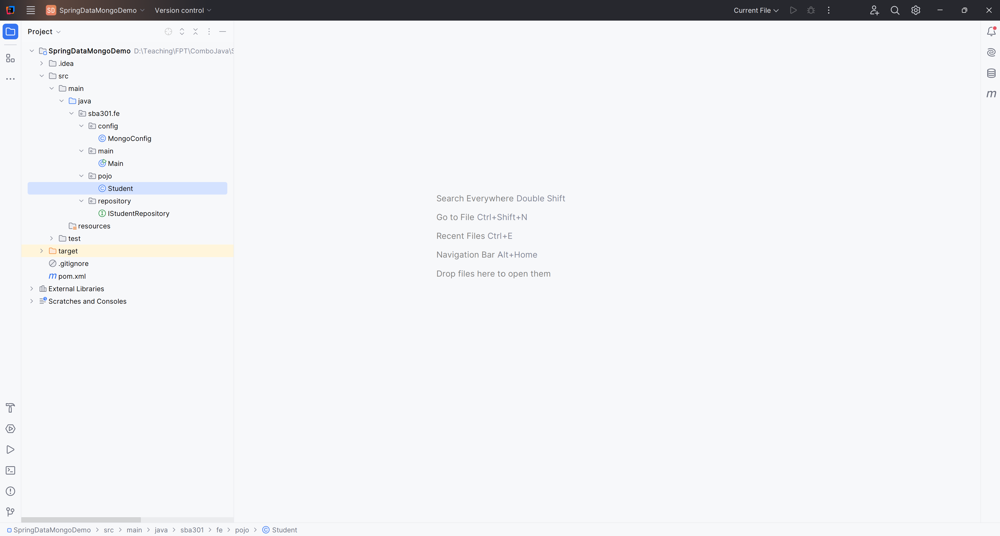 SD SpringDataMongoDemo Version control Current File
Project
SpringDataMongoDemo D:\Teaching\FPT\ComboJava\S
.idea
src
main
java
sba301.fe
config
MongoConfig
main
Main
pojo
Student
repository
IStudentRepository
resources
test
target
.gitignore
pom.xml
External Libraries
Scratches and Consoles
Search Everywhere Double Shift
Go to File Ctrl+Shift+N
Recent Files Ctrl+E
Navigation Bar Alt+Home
Drop files here to open them
SpringDataMongoDemo > src > main > java > sba301 > fe > pojo > Student